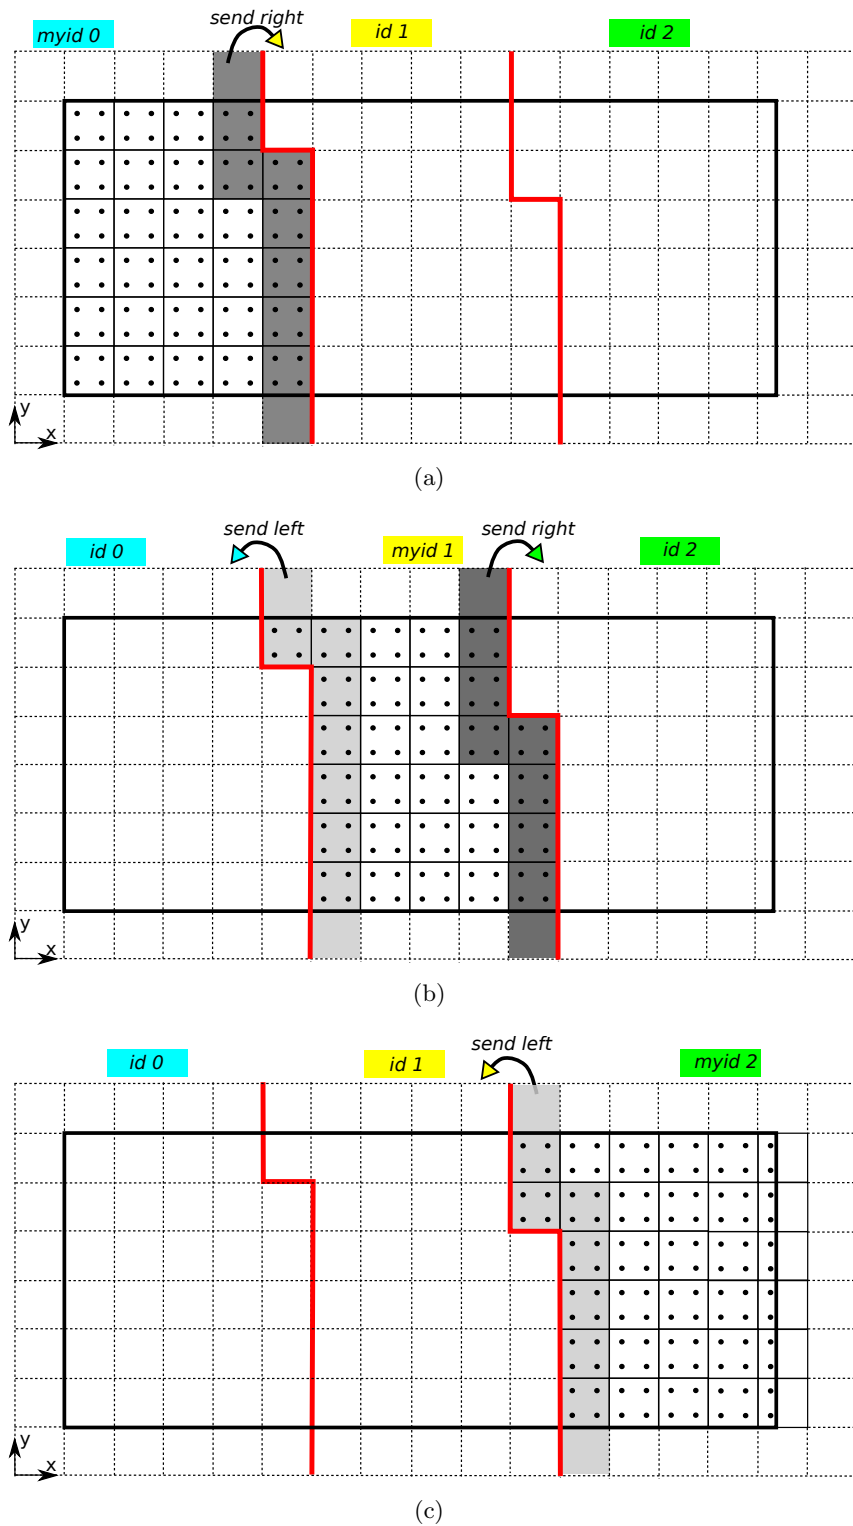 send right
myid 0
id 1
id 2
y
x
(a)
send left
send right
id 0
myid 1
id 2
y
x
(b)
send left
id 0
id 1
myid 2
y
x
(c)